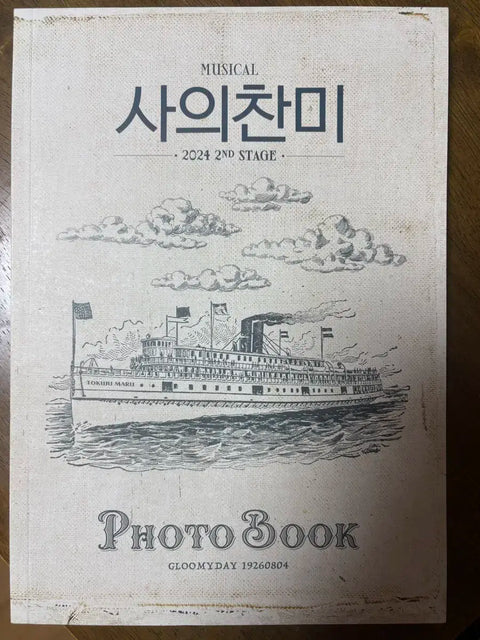 MUSICAL
사의찬미
· 2024 2ND STAGE ·
TOKUJU MARU
PHOTO BOOK
GLOOMYDAY 19260804